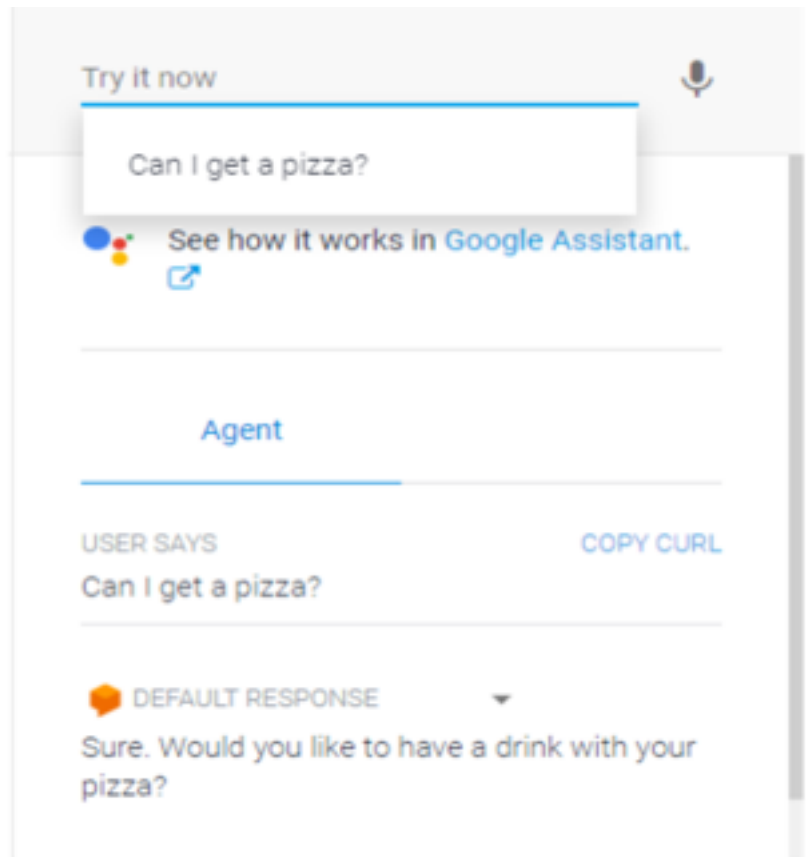 Try it now
Can I get a pizza?
See how it works in Google Assistant.
Agent
USER SAYS
COPY CURL
Can I get a pizza?
DEFAULT RESPONSE
Sure. Would you like to have a drink with your
pizza?